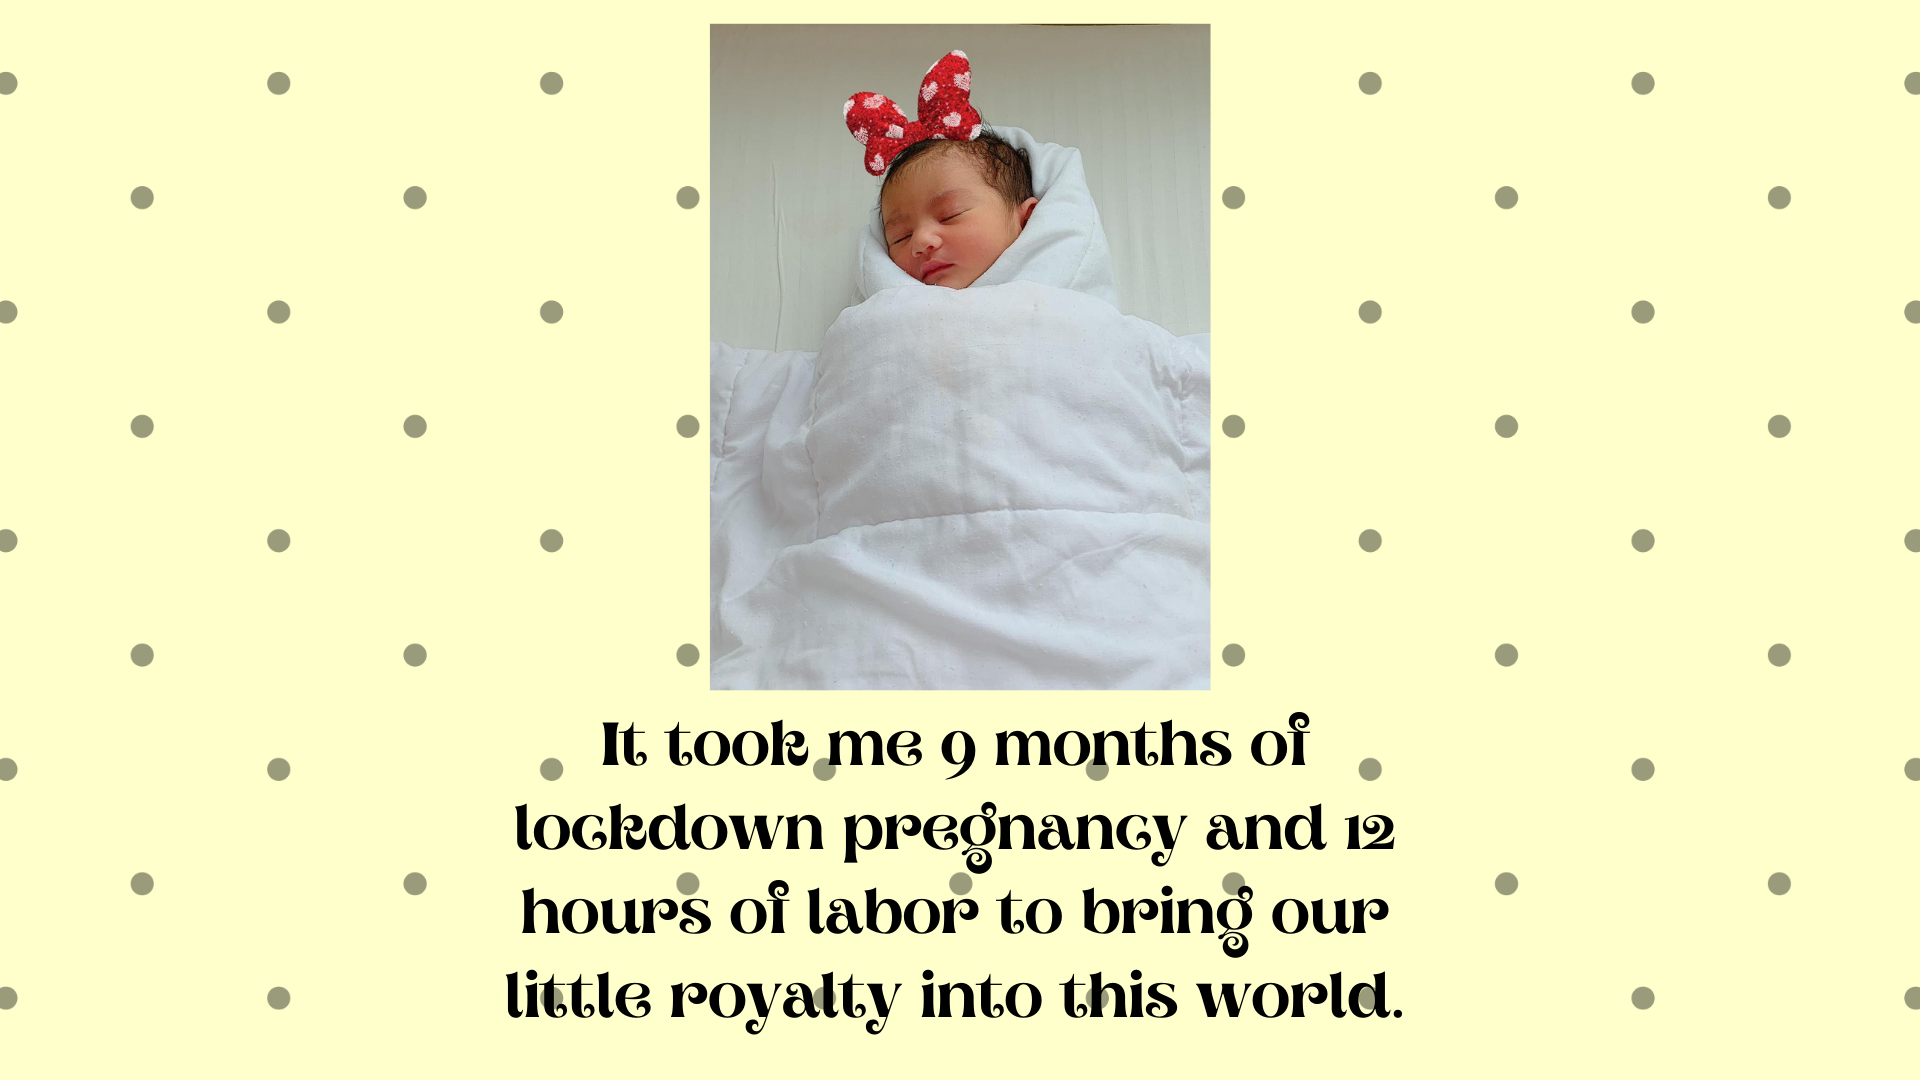 It took me 9 months of
lockdown pregnancy and 12
hours of labor to bring our
little royalty into this world.